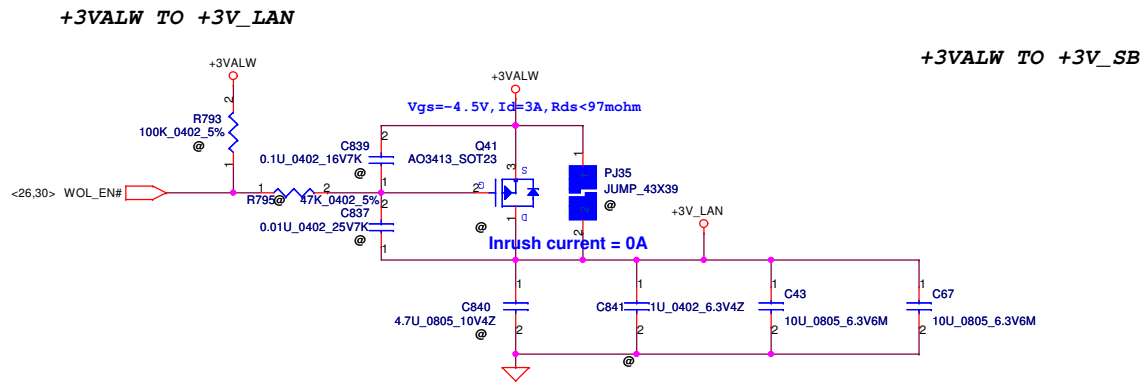 +3VALW TO +3V_LAN
+3VALW TO +3V_SB
+3VALW
+3VALW
Vgs=-4.5V,Id=3A,Rds<97mohm
2
R793
100K_0402_5%
@
1
2
C839
0.1U_0402_16V7K
@
1
Q41
AO3413_SOT23
3
S
G
2
D
1
@
1
PJ35
JUMP_43X39
@
2
1
2
<26,30> WOL_EN#
1
R795@
2
47K_0402_5%
2
C837
0.01U_0402_25V7K
@
1
+3V_LAN
Inrush current = 0A
1
C840
4.7U_0805_10V4Z
2
@
1
C841
1U_0402_6.3V4Z
2
@
1
C43
10U_0805_6.3V6M
2
1
C67
10U_0805_6.3V6M
2